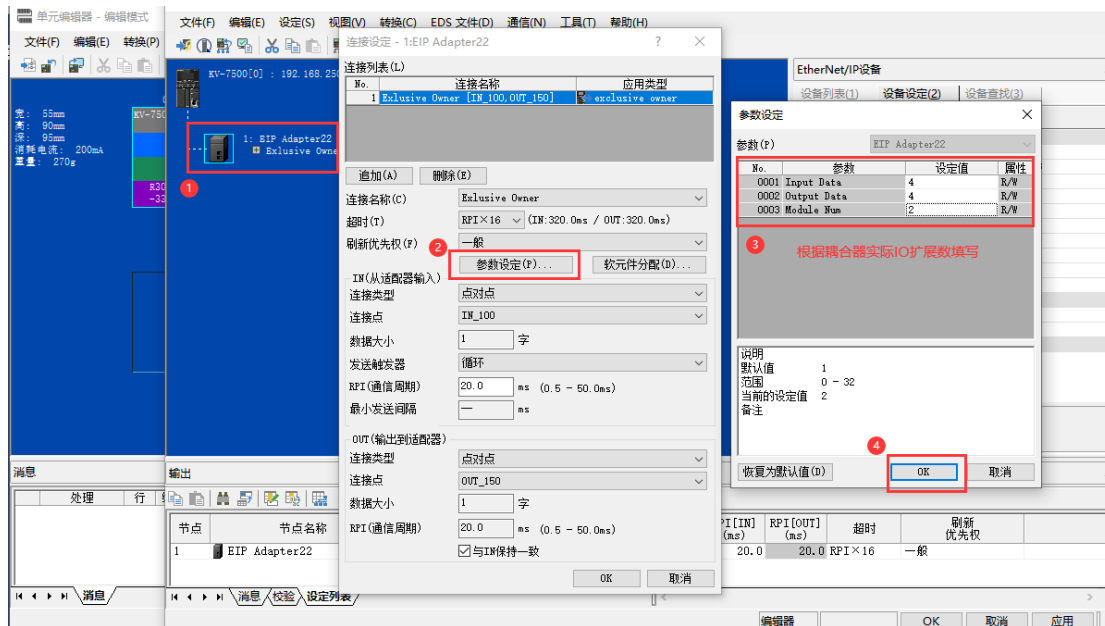 单元编辑器 - 编辑模式
文件(F) 编辑(E) 转换(P)
宽: 55mm
高: 90mm
深: 95mm
消耗电流: 200mA
重量: 270g
KV-750
R30
-33
消息
处理 行
消息
文件(F) 编辑(E) 设定(S) 视图(V) 转换(C) EDS 文件(D) 通信(N) 工具(T) 帮助(H)
KV-7500[0] : 192.168.250
1: EIP Adapter22
Exlusive Owne
1
连接设定 - 1:EIP Adapter22 ? ×
连接列表(L)
No. 连接名称 应用类型
1 Exlusive Owner [IN_100,OUT_150] exclusive owner
追加(A) 删除(E)
连接名称(C) Exlusive Owner
超时(T) RPI×16 (IN:320.0ms / OUT:320.0ms)
刷新优先权(F) 一般
2
参数设定(P)... 软元件分配(D)...
IN(从适配器输入)
连接类型 点对点
连接点 IN_100
数据大小 1 字
发送触发器 循环
RPI(通信周期) 20.0 ms (0.5 - 50.0ms)
最小发送间隔 — ms
OUT(输出到适配器)
连接类型 点对点
连接点 OUT_150
数据大小 1 字
RPI(通信周期) 20.0 ms (0.5 - 50.0ms)
与IN保持一致
OK 取消
EtherNet/IP设备
设备列表(1) 设备设定(2) 设备查找(3)
参数设定 ×
参数(P) EIP Adapter22
No. 参数 设定值 属性
0001 Input Data 4 R/W
0002 Output Data 4 R/W
0003 Module Num 2 R/W
3
根据耦合器实际IO扩展数填写
说明
默认值 1
范围 0 - 32
当前的设定值 2
备注
4
恢复为默认值(D) OK 取消
输出
节点 节点名称
1 EIP Adapter22
消息 校验 设定列表
PI[IN] RPI[OUT] 超时 刷新
(ms) (ms) 优先权
20.0 20.0 RPI×16 一般
编辑器 OK 取消 应用